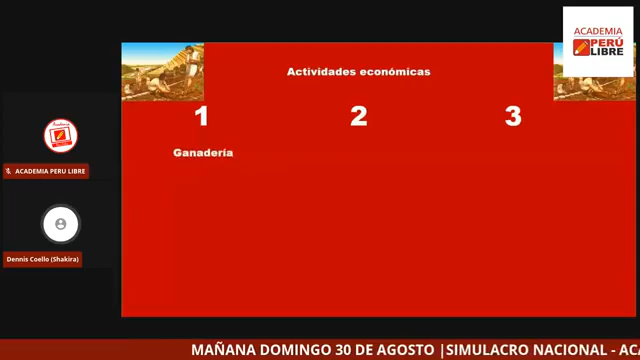 ACADEMIA
PERÚ
LIBRE
Actividades económicas
1 2 3
Ganadería
ACADEMIA PERU LIBRE
Dennis Coello (Shakira)
MAÑANA DOMINGO 30 DE AGOSTO |SIMULACRO NACIONAL - ACA